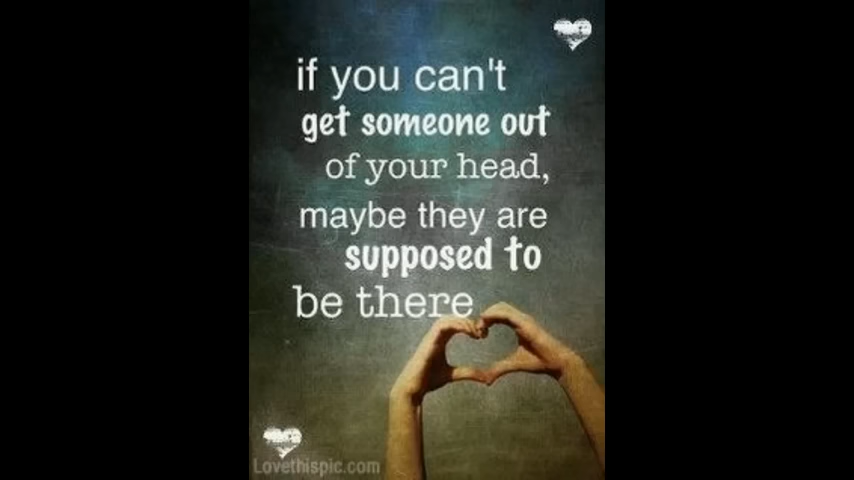 if you can't
get someone out
of your head,
maybe they are
supposed to
be there
Lovethispic.com